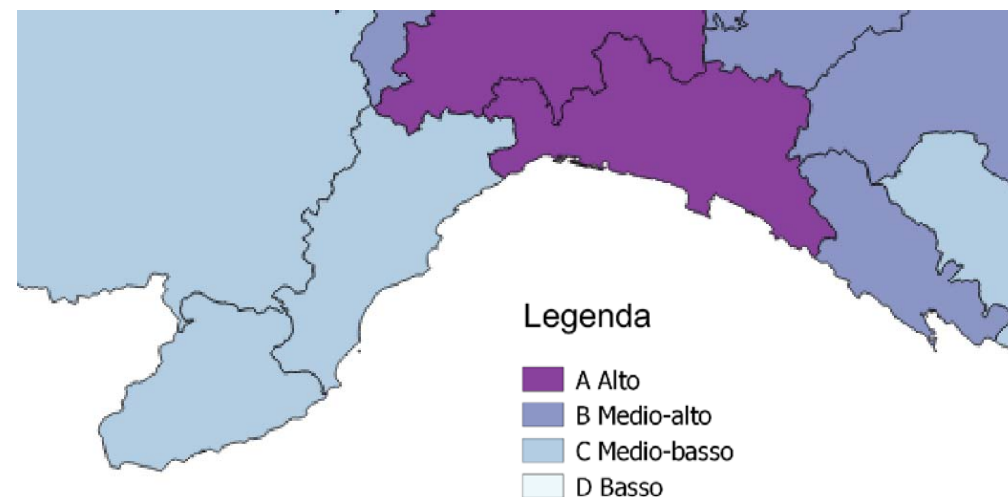 Legenda
A Alto
B Medio-alto
C Medio-basso
D Basso